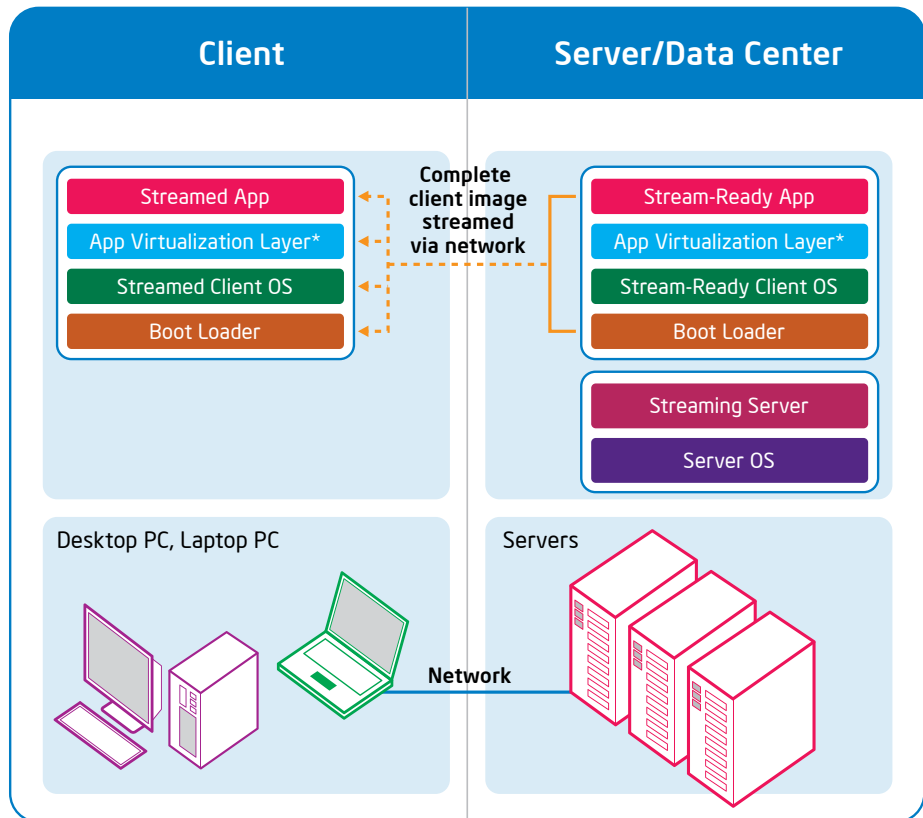 Client
Server/Data Center
Streamed App
App Virtualization Layer*
Streamed Client OS
Boot Loader
Complete
client image
streamed
via network
Stream-Ready App
App Virtualization Layer*
Stream-Ready Client OS
Boot Loader
Streaming Server
Server OS
Desktop PC, Laptop PC
Servers
Network